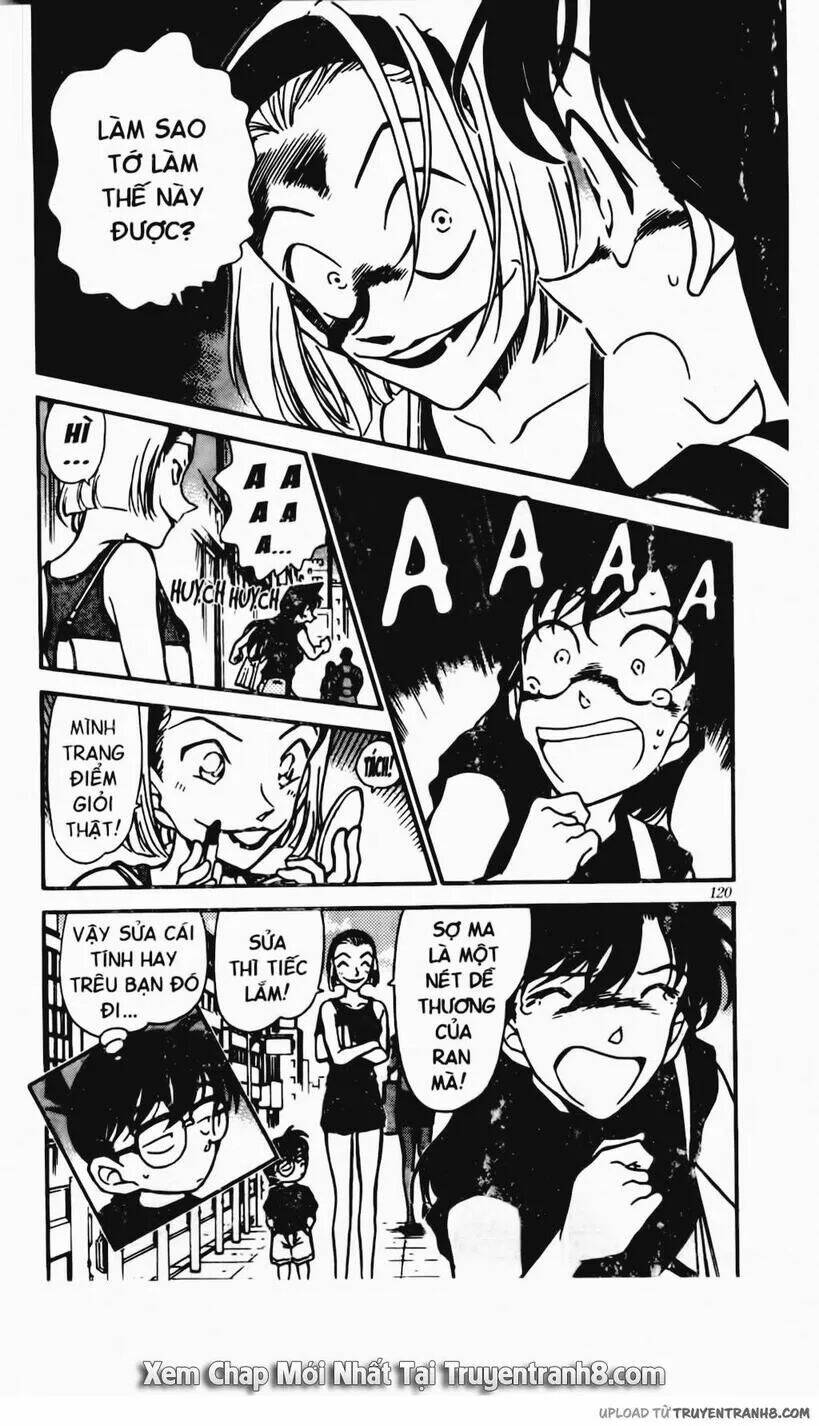 LÀM SAO
TỚ LÀM
THẾ NÀY
ĐƯỢC?
HÌ
...
A A
A A
A...
HUỴCH HUỴCH
A A A A
MÌNH
TRANG
ĐIỂM
GIỎI
THẬT!
TÁCH!
120
VẬY SỬA CÁI
TÍNH HAY
TRÊU BẠN ĐÓ
ĐI...
SỬA
THÌ TIẾC
LẮM!
SỢ MA
LÀ MỘT
NÉT DỄ
THƯƠNG
CỦA
RAN
MÀ!
Xem Chap Mới Nhất Tại Truyentranh8.com
UPLOAD TỪ TRUYENTRANH8.COM